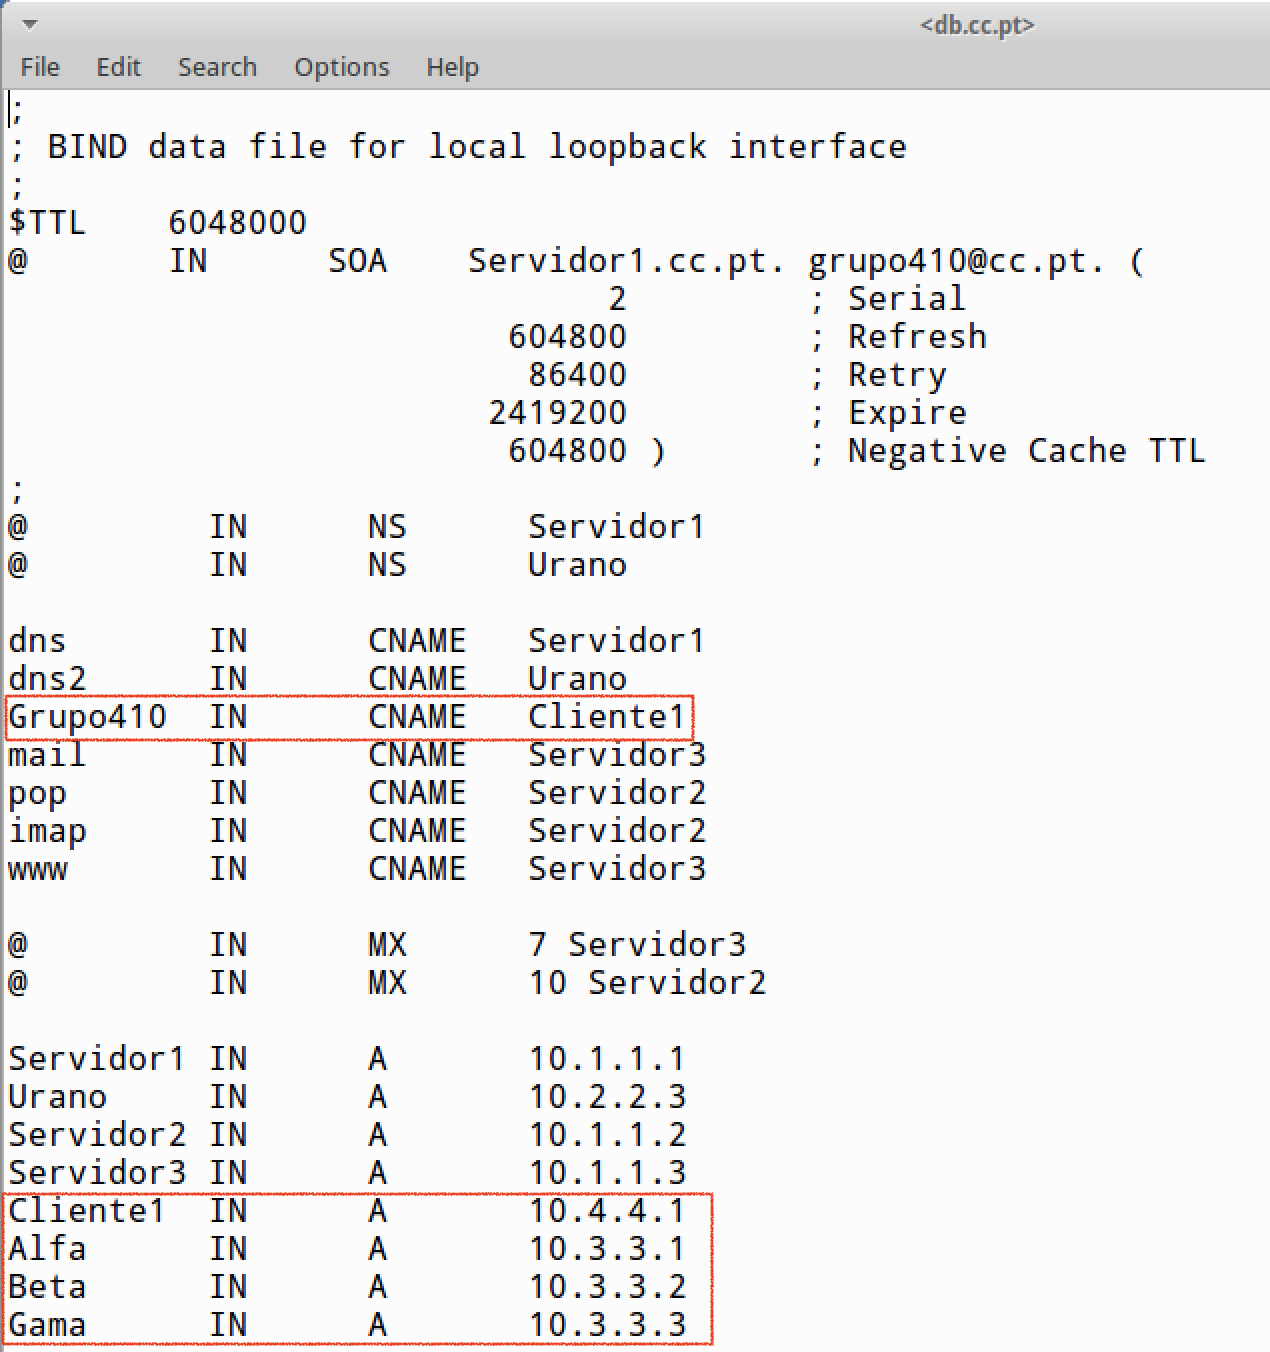 <db.cc.pt>
File Edit Search Options Help
;
; BIND data file for local loopback interface
;
$TTL 6048000
@ IN SOA Servidor1.cc.pt. grupo410@cc.pt. (
2 ; Serial
604800 ; Refresh
86400 ; Retry
2419200 ; Expire
604800 ) ; Negative Cache TTL
;
@ IN NS Servidor1
@ IN NS Urano
dns IN CNAME Servidor1
dns2 IN CNAME Urano
Grupo410 IN CNAME Cliente1
mail IN CNAME Servidor3
pop IN CNAME Servidor2
imap IN CNAME Servidor2
www IN CNAME Servidor3
@ IN MX 7 Servidor3
@ IN MX 10 Servidor2
Servidor1 IN A 10.1.1.1
Urano IN A 10.2.2.3
Servidor2 IN A 10.1.1.2
Servidor3 IN A 10.1.1.3
Cliente1 IN A 10.4.4.1
Alfa IN A 10.3.3.1
Beta IN A 10.3.3.2
Gama IN A 10.3.3.3